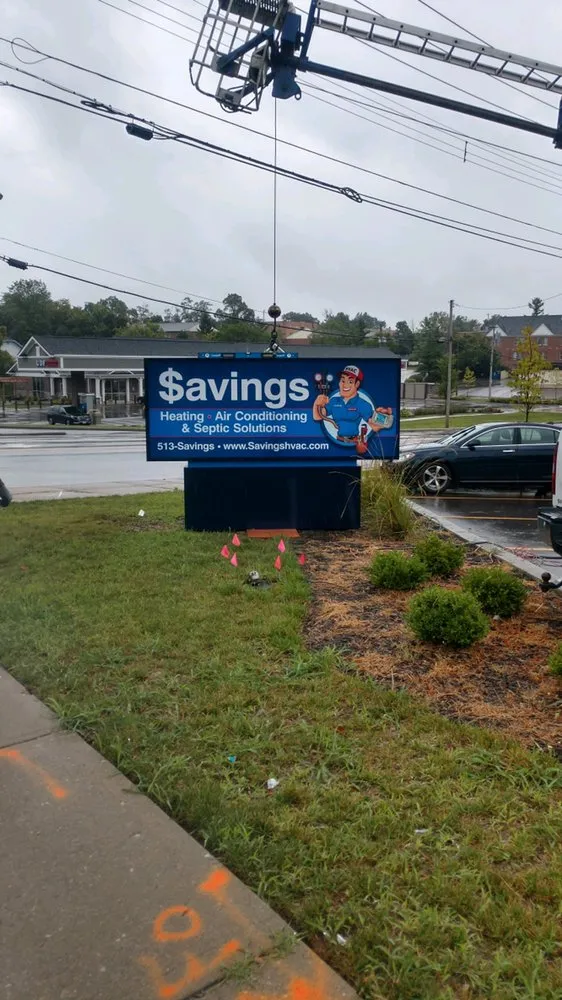 $avings
Heating • Air Conditioning
& Septic Solutions
513-Savings • www.Savingshvac.com